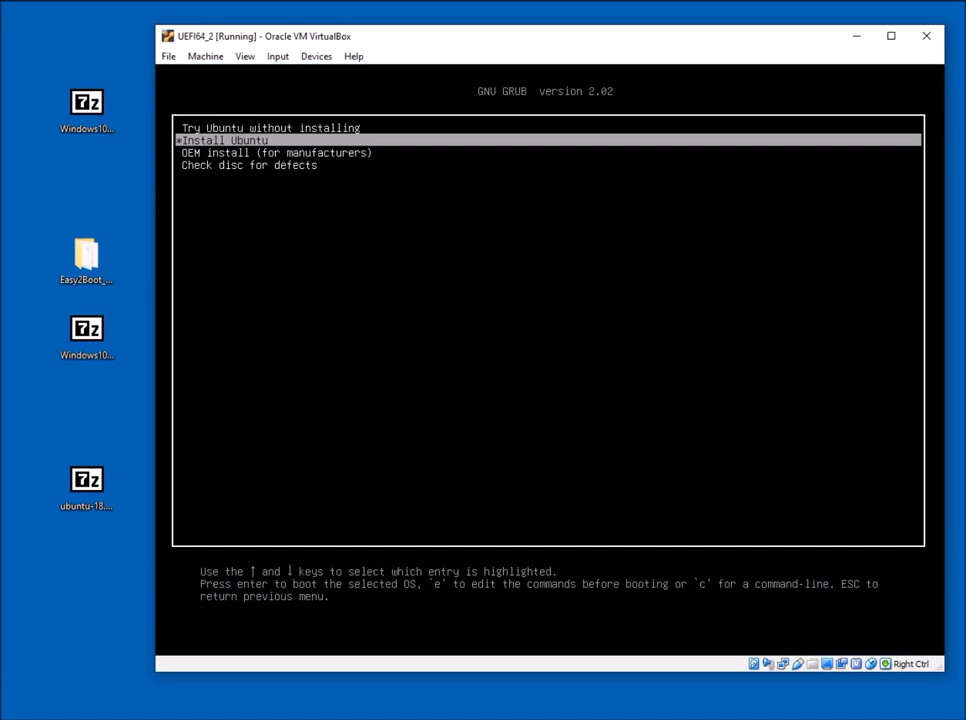 UEFI64_2 [Running] - Oracle VM VirtualBox
File Machine View Input Devices Help
GNU GRUB version 2.02
Try Ubuntu without installing
*Install Ubuntu
OEM install (for manufacturers)
Check disc for defects
Use the ↑ and ↓ keys to select which entry is highlighted.
Press enter to boot the selected OS, `e' to edit the commands before booting or `c' for a command-line. ESC to
return previous menu.
Right Ctrl
7z
Windows10...
Easy2Boot_...
7z
Windows10...
7z
ubuntu-18....